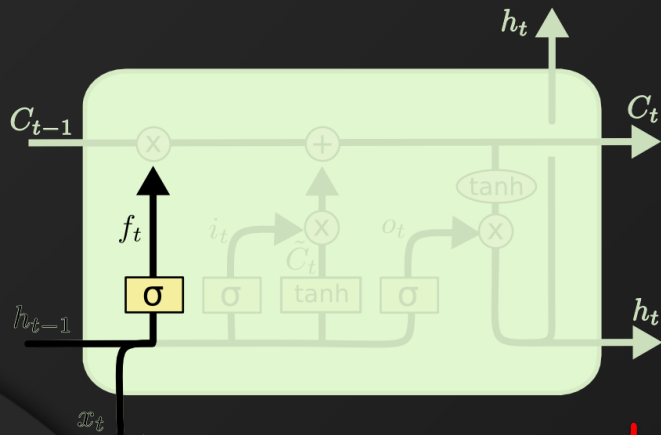 h_t
C_{t-1}
C_t
x
+
tanh
f_t
i_t
x
o_t
x
C̃_t
σ
σ
tanh
σ
h_{t-1}
h_t
x_t